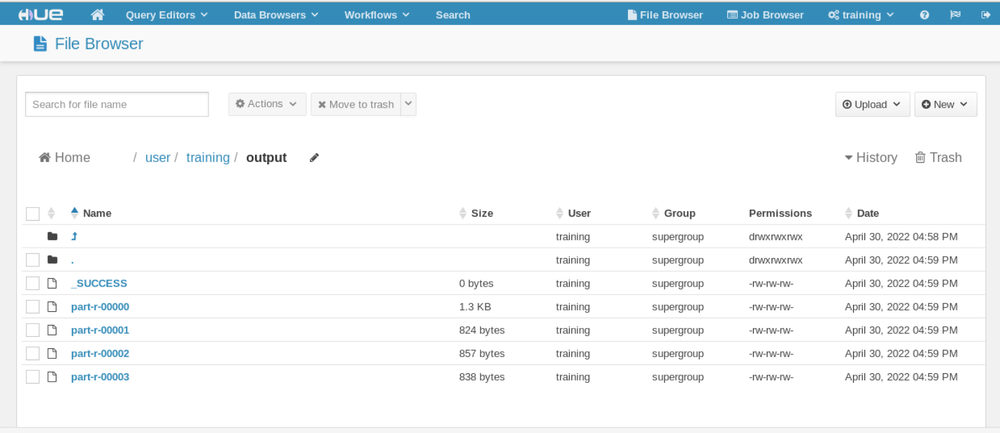 HUE Query Editors Data Browsers Workflows Search File Browser Job Browser training
File Browser
Search for file name Actions Move to trash Upload New
Home / user / training / output History Trash
Name Size User Group Permissions Date
training supergroup drwxrwxrwx April 30, 2022 04:58 PM
. training supergroup drwxrwxrwx April 30, 2022 04:59 PM
_SUCCESS 0 bytes training supergroup -rw-rw-rw- April 30, 2022 04:59 PM
part-r-00000 1.3 KB training supergroup -rw-rw-rw- April 30, 2022 04:59 PM
part-r-00001 824 bytes training supergroup -rw-rw-rw- April 30, 2022 04:59 PM
part-r-00002 857 bytes training supergroup -rw-rw-rw- April 30, 2022 04:59 PM
part-r-00003 838 bytes training supergroup -rw-rw-rw- April 30, 2022 04:59 PM